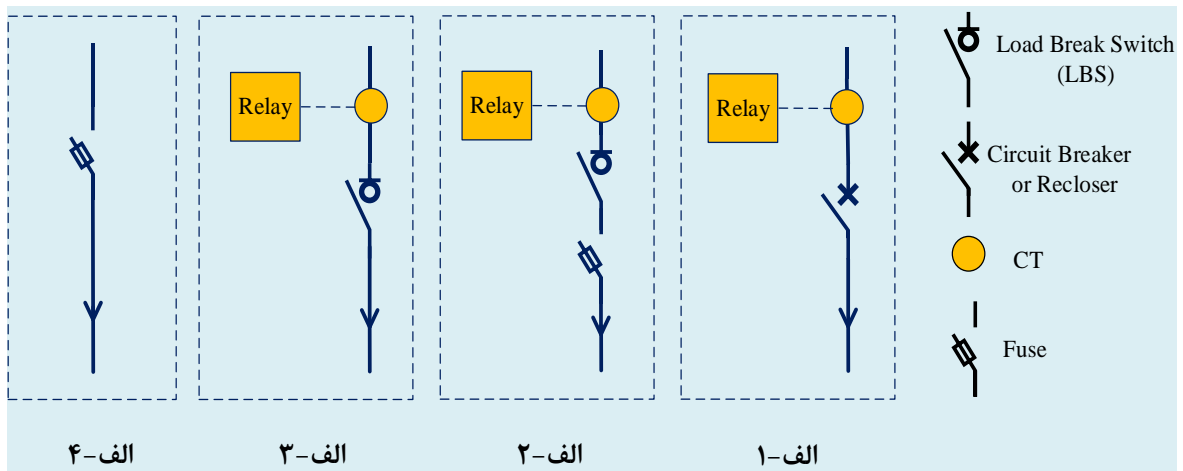 Relay
Relay
Relay
Load Break Switch
(LBS)
Circuit Breaker
or Recloser
CT
Fuse
الف-۴
الف-۳
الف-۲
الف-۱